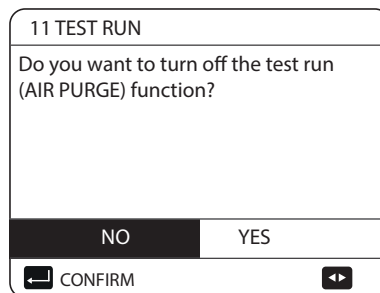 11 TEST RUN
Do you want to turn off the test run
(AIR PURGE) function?
NO YES
CONFIRM